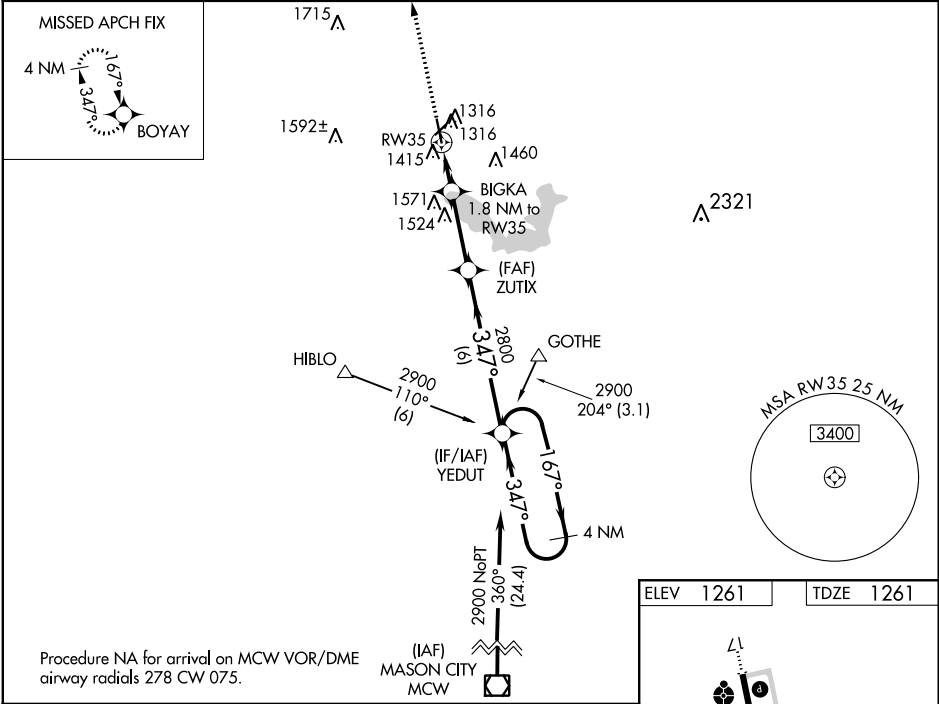 MISSED APCH FIX
4 NM
167°
347°
BOYAY
1715
1592±
RW35
1415
1316
1316
1460
BIGKA
1.8 NM to
RW35
1571
1524
2321
(FAF)
ZUTIX
2800
347°
(6)
HIBLO
2900
110°
(6)
GOTHE
2900
204° (3.1)
(IF/IAF)
YEDUT
167°
347°
4 NM
MSA RW35 25 NM
3400
2900 NoPT
360°
(24.4)
(IAF)
MASON CITY
MCW
Procedure NA for arrival on MCW VOR/DME
airway radials 278 CW 075.
ELEV 1261
TDZE 1261
17
P